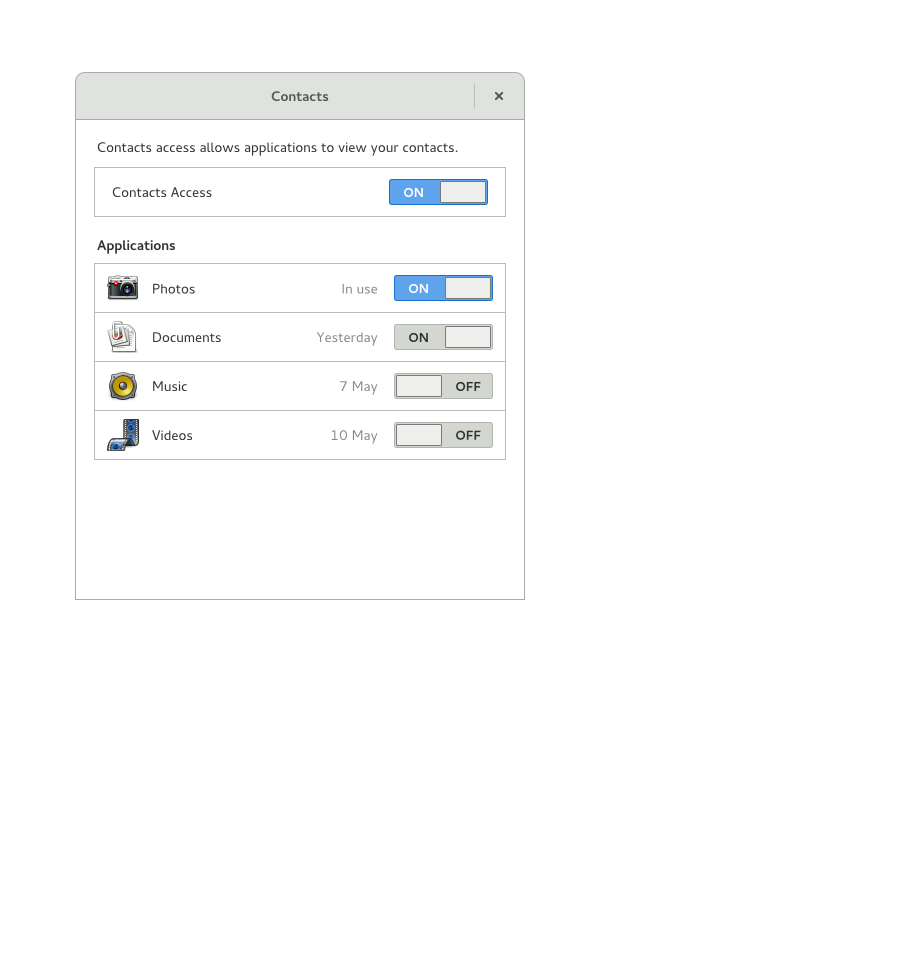 Contacts
Contacts access allows applications to view your contacts.
Contacts Access ON
Applications
Photos In use ON
Documents Yesterday ON
Music 7 May OFF
Videos 10 May OFF